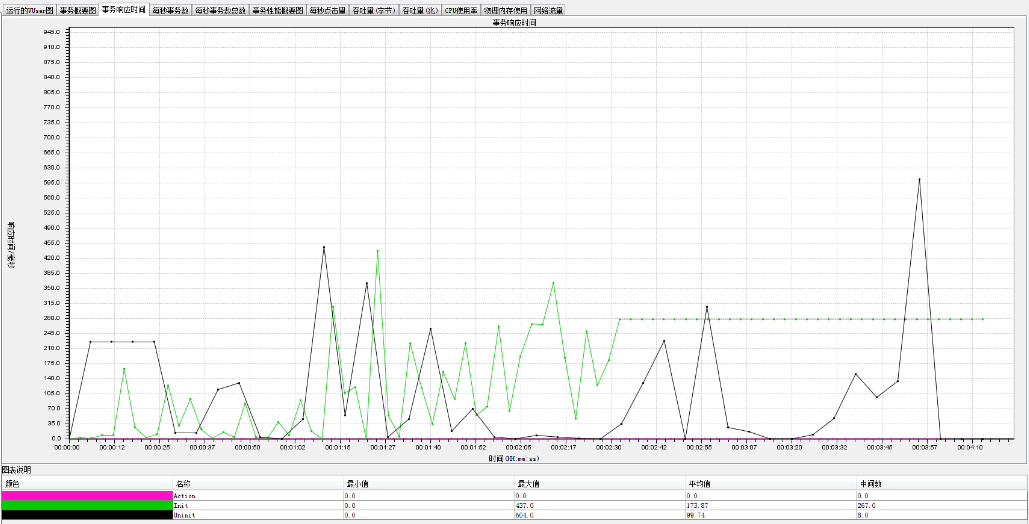 运行的VUser图 事务概要图 事务响应时间 每秒事务数 每秒事务数总数 事务性能概要图 每秒点击量 吞吐量(字节) 吞吐量(兆) CPU使用率 物理内存使用 网络流量
事务响应时间
响应时间(毫秒)
945.0
910.0
875.0
840.0
805.0
770.0
735.0
700.0
665.0
630.0
595.0
560.0
525.0
490.0
455.0
420.0
385.0
350.0
315.0
280.0
245.0
210.0
175.0
140.0
105.0
70.0
35.0
0.0
00:00:00 00:00:12 00:00:25 00:00:37 00:00:50 00:01:02 00:01:15 00:01:27 00:01:40 00:01:52 00:02:05 00:02:17 00:02:30 00:02:42 00:02:55 00:03:07 00:03:20 00:03:32 00:03:45 00:03:57 00:04:10
时间(HH:mm:ss)
图表说明
颜色 名称 最小值 最大值 平均值 中间数
Action 0.0 0.0 0.0 0.0
Init 0.0 437.0 173.87 267.0
Uninit 0.0 604.0 99.74 8.0